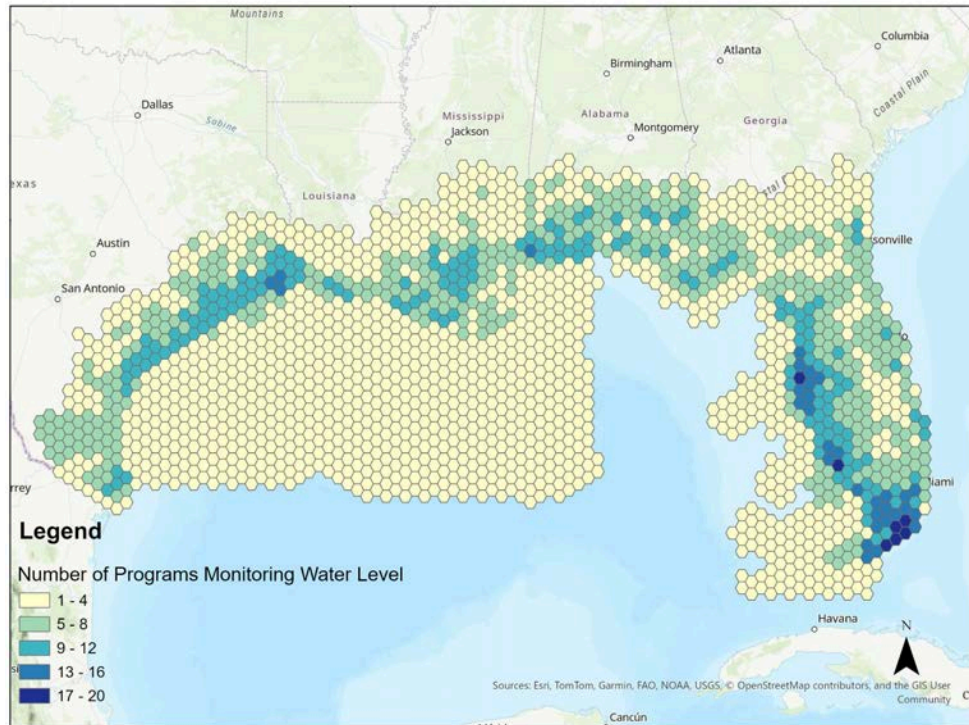 Mountains
Columbia
Atlanta
Birmingham
Coastal Plain
Dallas
Sabine
Mississippi
Alabama
Georgia
Jackson
Montgomery
exas
Louisiana
Austin
sonville
San Antonio
iami
rrey
Legend
Number of Programs Monitoring Water Level
1 - 4
5 - 8
9 - 12
13 - 16
17 - 20
Havana
N
Sources: Esri, TomTom, Garmin, FAO, NOAA, USGS, © OpenStreetMap contributors, and the GIS User
Community
Cancún